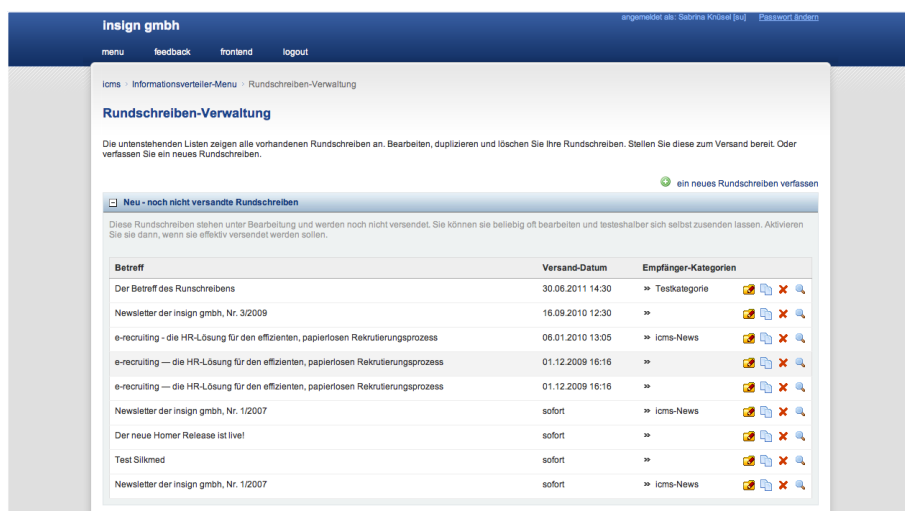 angemeldet als: Sabrina Knüsel [su] Passwort ändern
insign gmbh
menu feedback frontend logout
icms › Informationsverteiler-Menu › Rundschreiben-Verwaltung
Rundschreiben-Verwaltung
Die untenstehenden Listen zeigen alle vorhandenen Rundschreiben an. Bearbeiten, duplizieren und löschen Sie Ihre Rundschreiben. Stellen Sie diese zum Versand bereit. Oder
verfassen Sie ein neues Rundschreiben.
ein neues Rundschreiben verfassen
Neu - noch nicht versandte Rundschreiben
Diese Rundschreiben stehen unter Bearbeitung und werden noch nicht versendet. Sie können sie beliebig oft bearbeiten und testeshalber sich selbst zusenden lassen. Aktivieren
Sie sie dann, wenn sie effektiv versendet werden sollen.
Betreff Versand-Datum Empfänger-Kategorien
Der Betreff des Runschreibens 30.06.2011 14:30 » Testkategorie
Newsletter der insign gmbh, Nr. 3/2009 16.09.2010 12:30 »
e-recruiting - die HR-Lösung für den effizienten, papierlosen Rekrutierungsprozess 06.01.2010 13:05 » icms-News
e-recruiting — die HR-Lösung für den effizienten, papierlosen Rekrutierungsprozess 01.12.2009 16:16 »
e-recruiting — die HR-Lösung für den effizienten, papierlosen Rekrutierungsprozess 01.12.2009 16:16 »
Newsletter der insign gmbh, Nr. 1/2007 sofort » icms-News
Der neue Homer Release ist live! sofort »
Test Silkmed sofort »
Newsletter der insign gmbh, Nr. 1/2007 sofort » icms-News